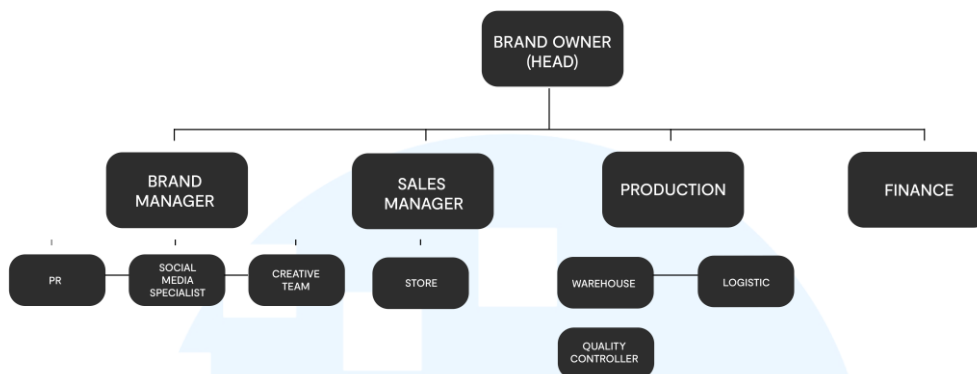 BRAND OWNER
(HEAD)
BRAND
MANAGER
SALES
MANAGER
PRODUCTION
FINANCE
PR
SOCIAL
MEDIA
SPECIALIST
CREATIVE
TEAM
STORE
WAREHOUSE
LOGISTIC
QUALITY
CONTROLLER